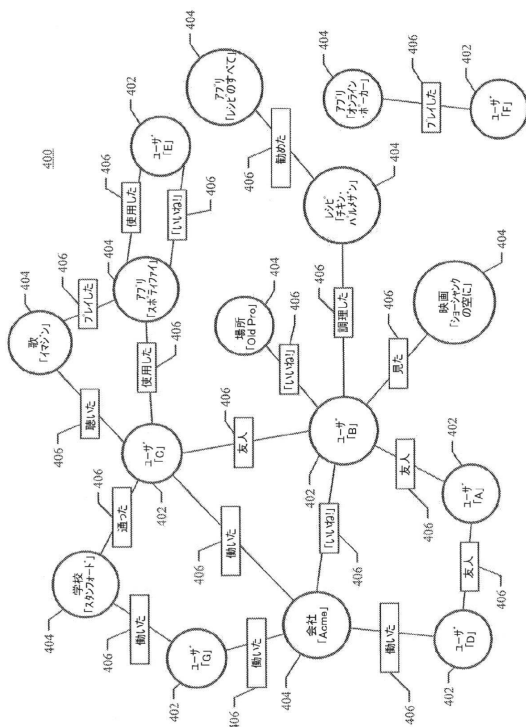 400
404
学校
「スタンフォード」
406
通った
406
聴いた
404
歌
「イマジン」
406
プレイした
404
アプリ
「スポティファイ」
406
使用した
402
ユーザ
「E」
406
「いいね!」
406
使用した
402
ユーザ
「C」
406
働いた
402
ユーザ
「G」
406
働いた
406
働いた
404
会社
「Acme」
406
友人
406
「いいね!」
404
場所
「Old Pro」
406
「いいね!」
402
ユーザ
「B」
406
調理した
404
レシピ
「チキン・
パルメザン」
406
勧めた
404
アプリ
「レシピのすべて」
406
働いた
402
ユーザ
「D」
406
友人
402
ユーザ
「A」
406
友人
406
見た
404
映画
「ショーシャンク
の空に」
404
アプリ
「オンライン
・ポーカー」
406
プレイした
402
ユーザ
「F」